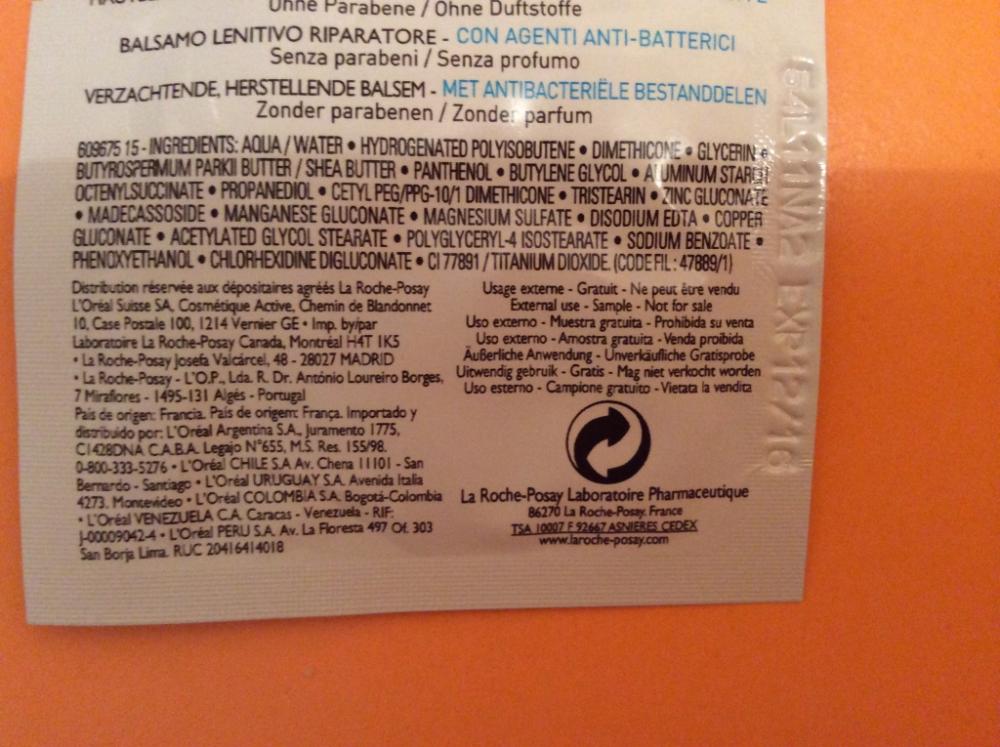 Ohne Parabene / Ohne Duftstoffe
BALSAMO LENITIVO RIPARATORE - CON AGENTI ANTI-BATTERICI
Senza parabeni / Senza profumo
VERZACHTENDE, HERSTELLENDE BALSEM - MET ANTIBACTERIËLE BESTANDDELEN
Zonder parabenen / Zonder parfum
609675 15 - INGREDIENTS: AQUA / WATER • HYDROGENATED POLYISOBUTENE • DIMETHICONE • GLYCERIN •
BUTYROSPERMUM PARKII BUTTER / SHEA BUTTER • PANTHENOL • BUTYLENE GLYCOL • ALUMINUM STARCH
OCTENYLSUCCINATE • PROPANEDIOL • CETYL PEG/PPG-10/1 DIMETHICONE • TRISTEARIN • ZINC GLUCONATE
• MADECASSOSIDE • MANGANESE GLUCONATE • MAGNESIUM SULFATE • DISODIUM EDTA • COPPER
GLUCONATE • ACETYLATED GLYCOL STEARATE • POLYGLYCERYL-4 ISOSTEARATE • SODIUM BENZOATE •
PHENOXYETHANOL • CHLORHEXIDINE DIGLUCONATE • CI 77891 / TITANIUM DIOXIDE. (CODE FIL : 47889/1)
Distribution réservée aux dépositaires agréés La Roche-Posay
L'Oréal Suisse SA, Cosmétique Active, Chemin de Blandonnet
10, Case Postale 100, 1214 Vernier GE • Imp. by/par
Laboratoire La Roche-Posay Canada, Montréal H4T 1K5
• La Roche-Posay Josefa Valcárcel, 48 - 28027 MADRID
• La Roche-Posay - L'O.P., Lda. R. Dr. António Loureiro Borges,
7 Miraflores - 1495-131 Algés - Portugal
País de origen: Francia. País de origem: França. Importado y
distribuido por: L'Oréal Argentina S.A., Juramento 1775,
C1428DNA C.A.B.A. Legajo N°655, M.S. Res. 155/98.
0-800-333-5276 • L'Oréal CHILE S.A Av. Chena 11101 - San
Bernardo - Santiago • L'Oréal URUGUAY S.A. Avenida Italia
4273. Montevideo • L'Oréal COLOMBIA S.A. Bogotá-Colombia
• L'Oréal VENEZUELA C.A. Caracas - Venezuela - RIF:
J-00009042-4 • L'Oréal PERU S.A. Av. La Floresta 497 Of. 303
San Borja Lima. RUC 20416414018
Usage externe - Gratuit - Ne peut être vendu
External use - Sample - Not for sale
Uso externo - Muestra gratuita - Prohibida su venta
Uso externo - Amostra gratuita - Venda proibida
Äußerliche Anwendung - Unverkäufliche Gratisprobe
Uitwendig gebruik - Gratis - Mag niet verkocht worden
Uso esterno - Campione gratuito - Vietata la vendita
La Roche-Posay Laboratoire Pharmaceutique
86270 La Roche-Posay. France
TSA 10007 F 92667 ASNIERES CEDEX
www.laroche-posay.com
EXP12/16